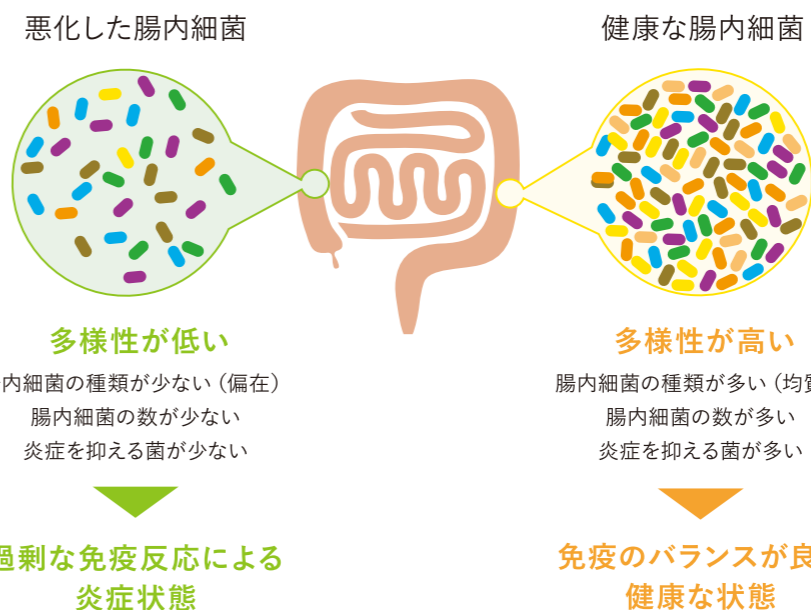 悪化した腸内細菌
健康な腸内細菌
多様性が低い
内細菌の種類が少ない（偏在）
腸内細菌の数が少ない
炎症を抑える菌が少ない
過剰な免疫反応による
炎症状態
多様性が高い
腸内細菌の種類が多い（均質
腸内細菌の数が多い
炎症を抑える菌が多い
免疫のバランスが良
健康な状態